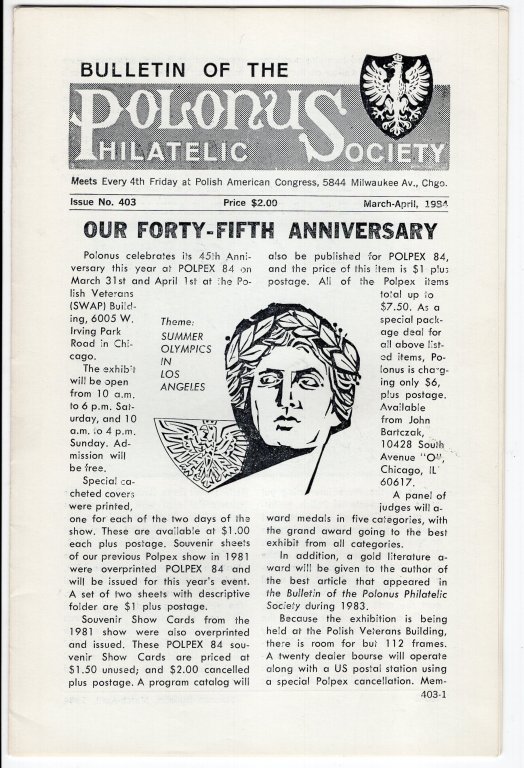 BULLETIN OF THE
POLONUS
PHILATELIC SOCIETY
Meets Every 4th Friday at Polish American Congress, 5844 Milwaukee Av., Chgo.
Issue No. 403 Price $2.00 March-April, 1984
OUR FORTY-FIFTH ANNIVERSARY
Polonus celebrates its 45th Anni-
versary this year at POLPEX 84 on
March 31st and April 1st at the Po-
lish Veterans
(SWAP) Build-
ing, 6005 W.
Irving Park
Road in Chi-
cago.
The exhibit
will be open
from 10 a.m.
to 6 p.m. Sat-
urday, and 10
a.m. to 4 p.m.
Sunday. Ad-
mission will
be free.
Special ca-
cheted covers
were printed,
one for each of the two days of the
show. These are available at $1.00
each plus postage. Souvenir sheets
of our previous Polpex show in 1981
were overprinted POLPEX 84 and
will be issued for this year's event.
A set of two sheets with descriptive
folder are $1 plus postage.
Souvenir Show Cards from the
1981 show were also overprinted
and issued. These POLPEX 84 sou-
venir Show Cards are priced at
$1.50 unused; and $2.00 cancelled
plus postage. A program catalog will
Theme:
SUMMER
OLYMPICS
IN
LOS
ANGELES
also be published for POLPEX 84,
and the price of this item is $1 plus
postage. All of the Polpex items
total up to
$7.50. As a
special pack-
age deal for
all above list-
ed items, Po-
lonus is charg-
ing only $6,
plus postage.
Available
from John
Bartczak,
10428 South
Avenue "O",
Chicago, IL
60617.
A panel of
judges will a-
ward medals in five categories, with
the grand award going to the best
exhibit from all categories.
In addition, a gold literature a-
ward will be given to the author of
the best article that appeared in
the Bulletin of the Polonus Philatelic
Society during 1983.
Because the exhibition is being
held at the Polish Veterans Building,
there is room for but 112 frames.
A twenty dealer bourse will operate
along with a US postal station using
a special Polpex cancellation. Mem-
403-1